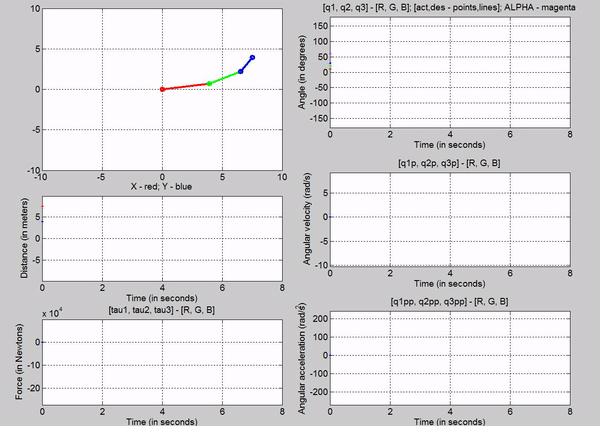 10
5
0
-5
-10
-10 -5 0 5 10
X - red; Y - blue
5
0
-5
Distance (in meters)
0 2 4 6 8
Time (in seconds)
[tau1, tau2, tau3] - [R, G, B]
x 10 4
0
-10
-20
Force (in Newtons)
0 2 4 6 8
Time (in seconds)
[q1, q2, q3] - [R, G, B]; [act,des - points,lines]; ALPHA - magenta
150
100
50
0
-50
-100
-150
Angle (in degrees)
0 2 4 6 8
Time (in seconds)
[q1p, q2p, q3p] - [R, G, B]
5
0
-5
-10
Angular velocity (rad/s)
0 2 4 6 8
Time (in seconds)
[q1pp, q2pp, q3pp] - [R, G, B]
200
100
0
-100
-200
Angular acceleration (rad/s
0 2 4 6 8
Time (in seconds)